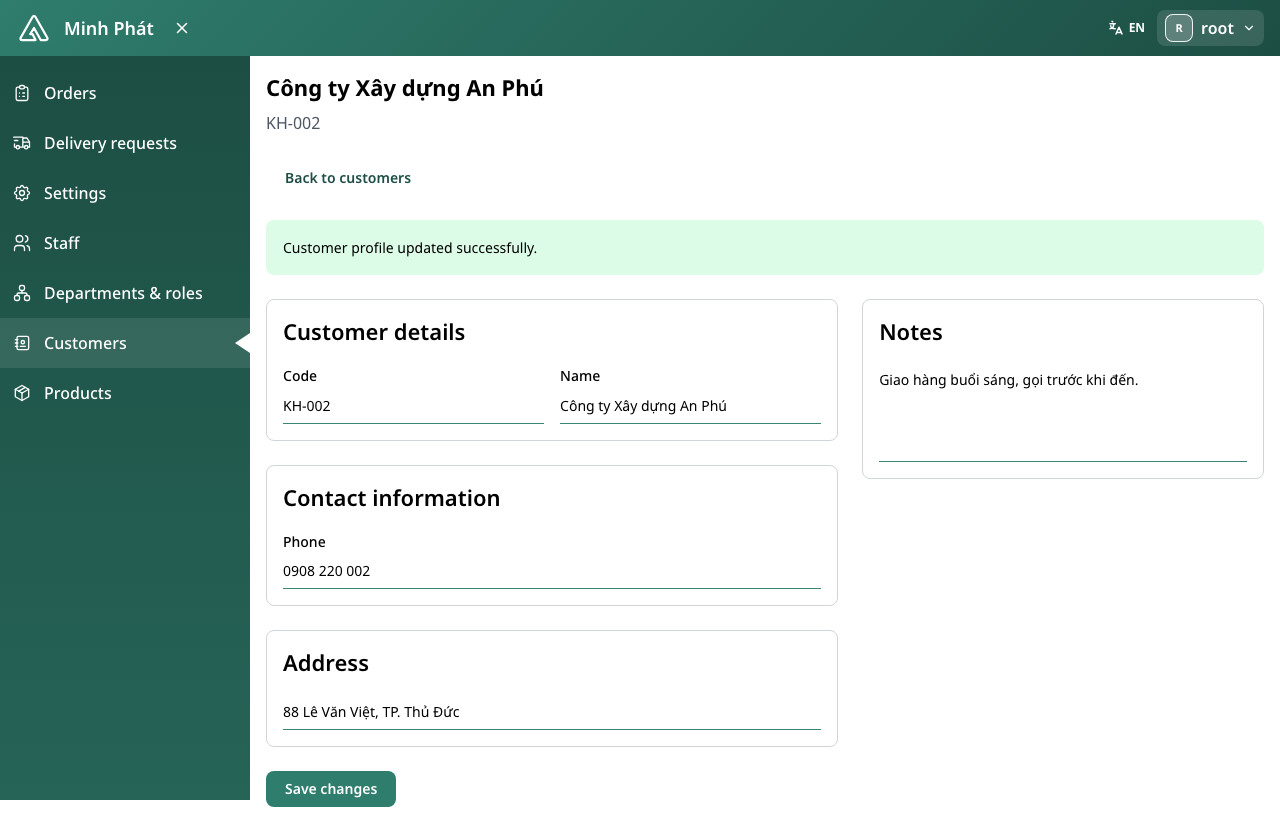 Minh Phát
EN
R
root
Orders
Delivery requests
Settings
Staff
Departments & roles
Customers
Products
Công ty Xây dựng An Phú
KH-002
Back to customers
Customer profile updated successfully.
Customer details
Code
Name
KH-002
Công ty Xây dựng An Phú
Contact information
Phone
0908 220 002
Address
88 Lê Văn Việt, TP. Thủ Đức
Save changes
Notes
Giao hàng buổi sáng, gọi trước khi đến.